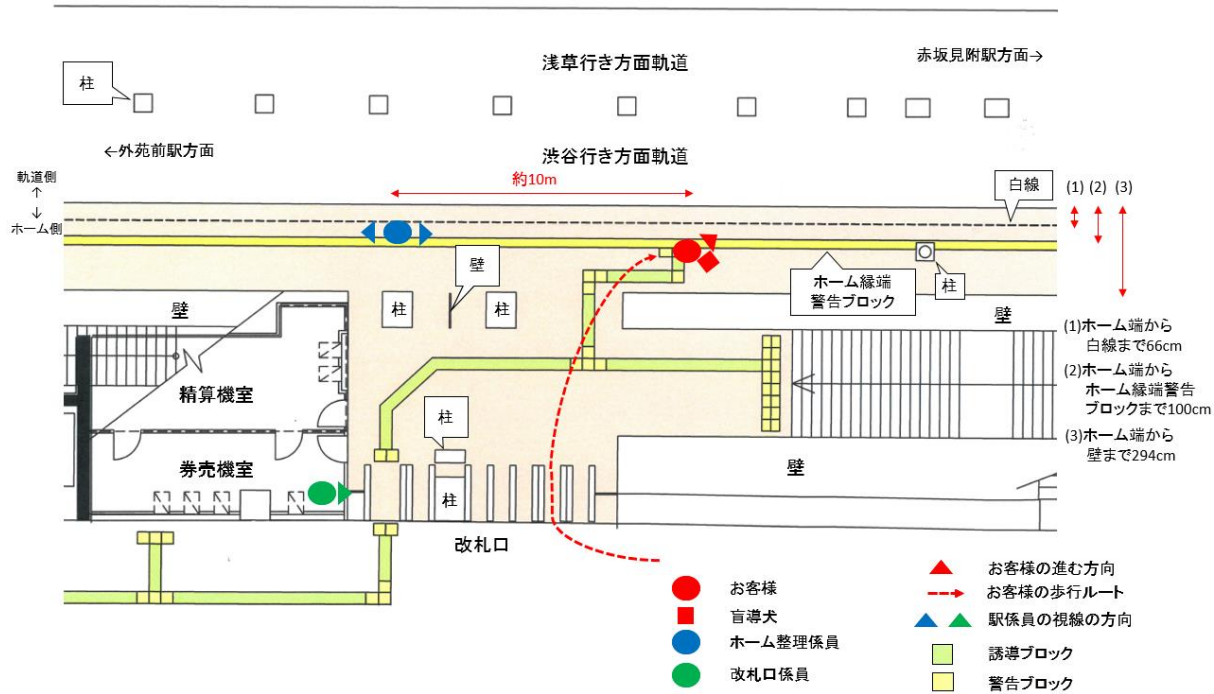 浅草行き方面軌道
赤坂見附駅方面→
柱
←外苑前駅方面
渋谷行き方面軌道
軌道側
↑
↓
ホーム側
約10m
白線
(1) (2) (3)
壁
ホーム縁端
警告ブロック
柱
柱
柱
壁
壁
(1)ホーム端から
白線まで66cm
(2)ホーム端から
ホーム縁端警告
ブロックまで100cm
(3)ホーム端から
壁まで294cm
精算機室
柱
券売機室
柱
壁
改札口
お客様
盲導犬
ホーム整理係員
改札口係員
お客様の進む方向
お客様の歩行ルート
駅係員の視線の方向
誘導ブロック
警告ブロック